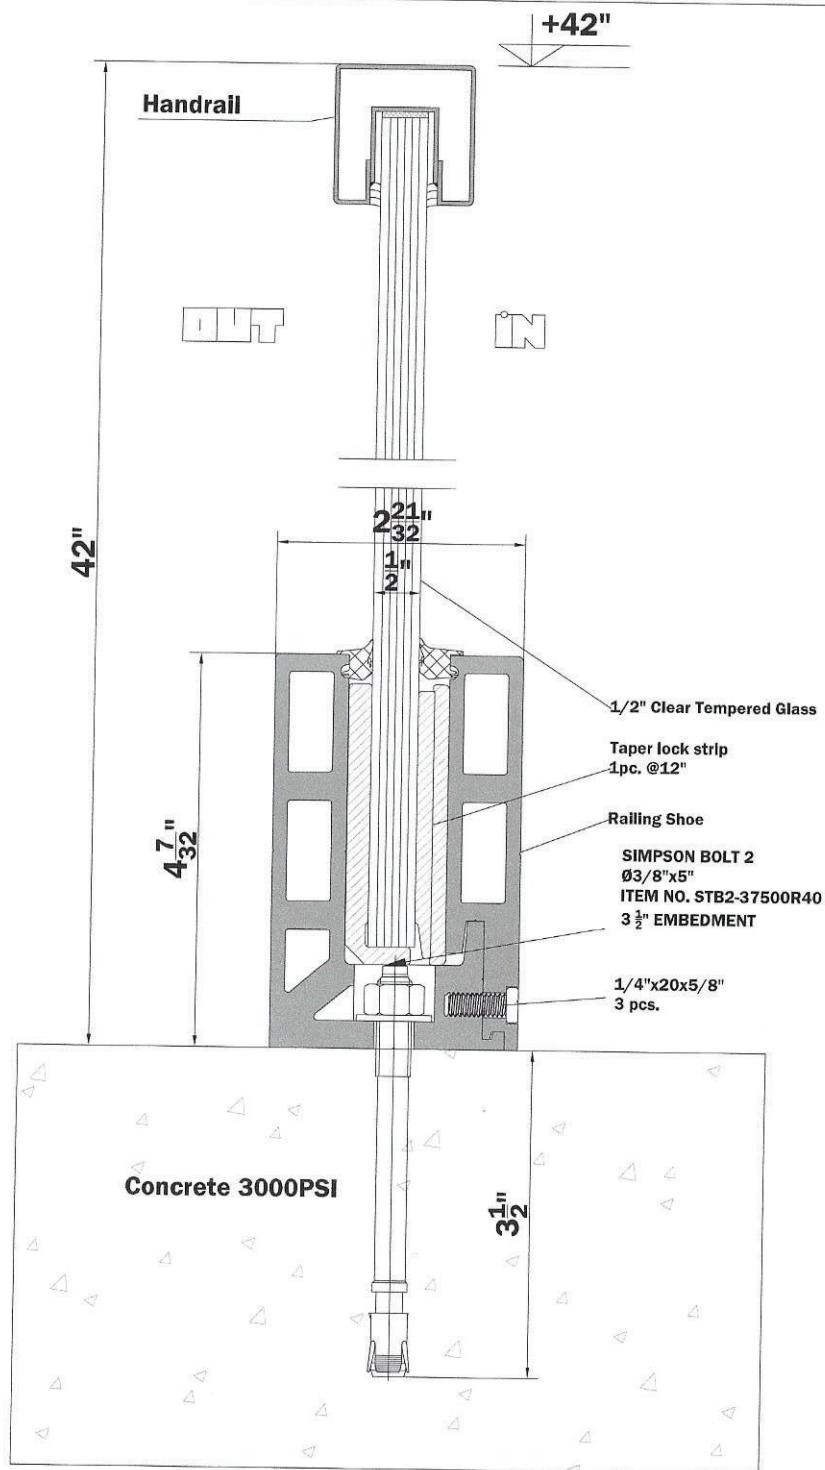 +42"
Handrail
OUT
iN
42"
2 21/32"
1/2"
1/2" Clear Tempered Glass
Taper lock strip
1pc. @12"
4 7/32"
Railing Shoe
SIMPSON BOLT 2
Ø3/8"x5"
ITEM NO. STB2-37500R40
3 1/2" EMBEDMENT
1/4"x20x5/8"
3 pcs.
Concrete 3000PSI
3 1/2"